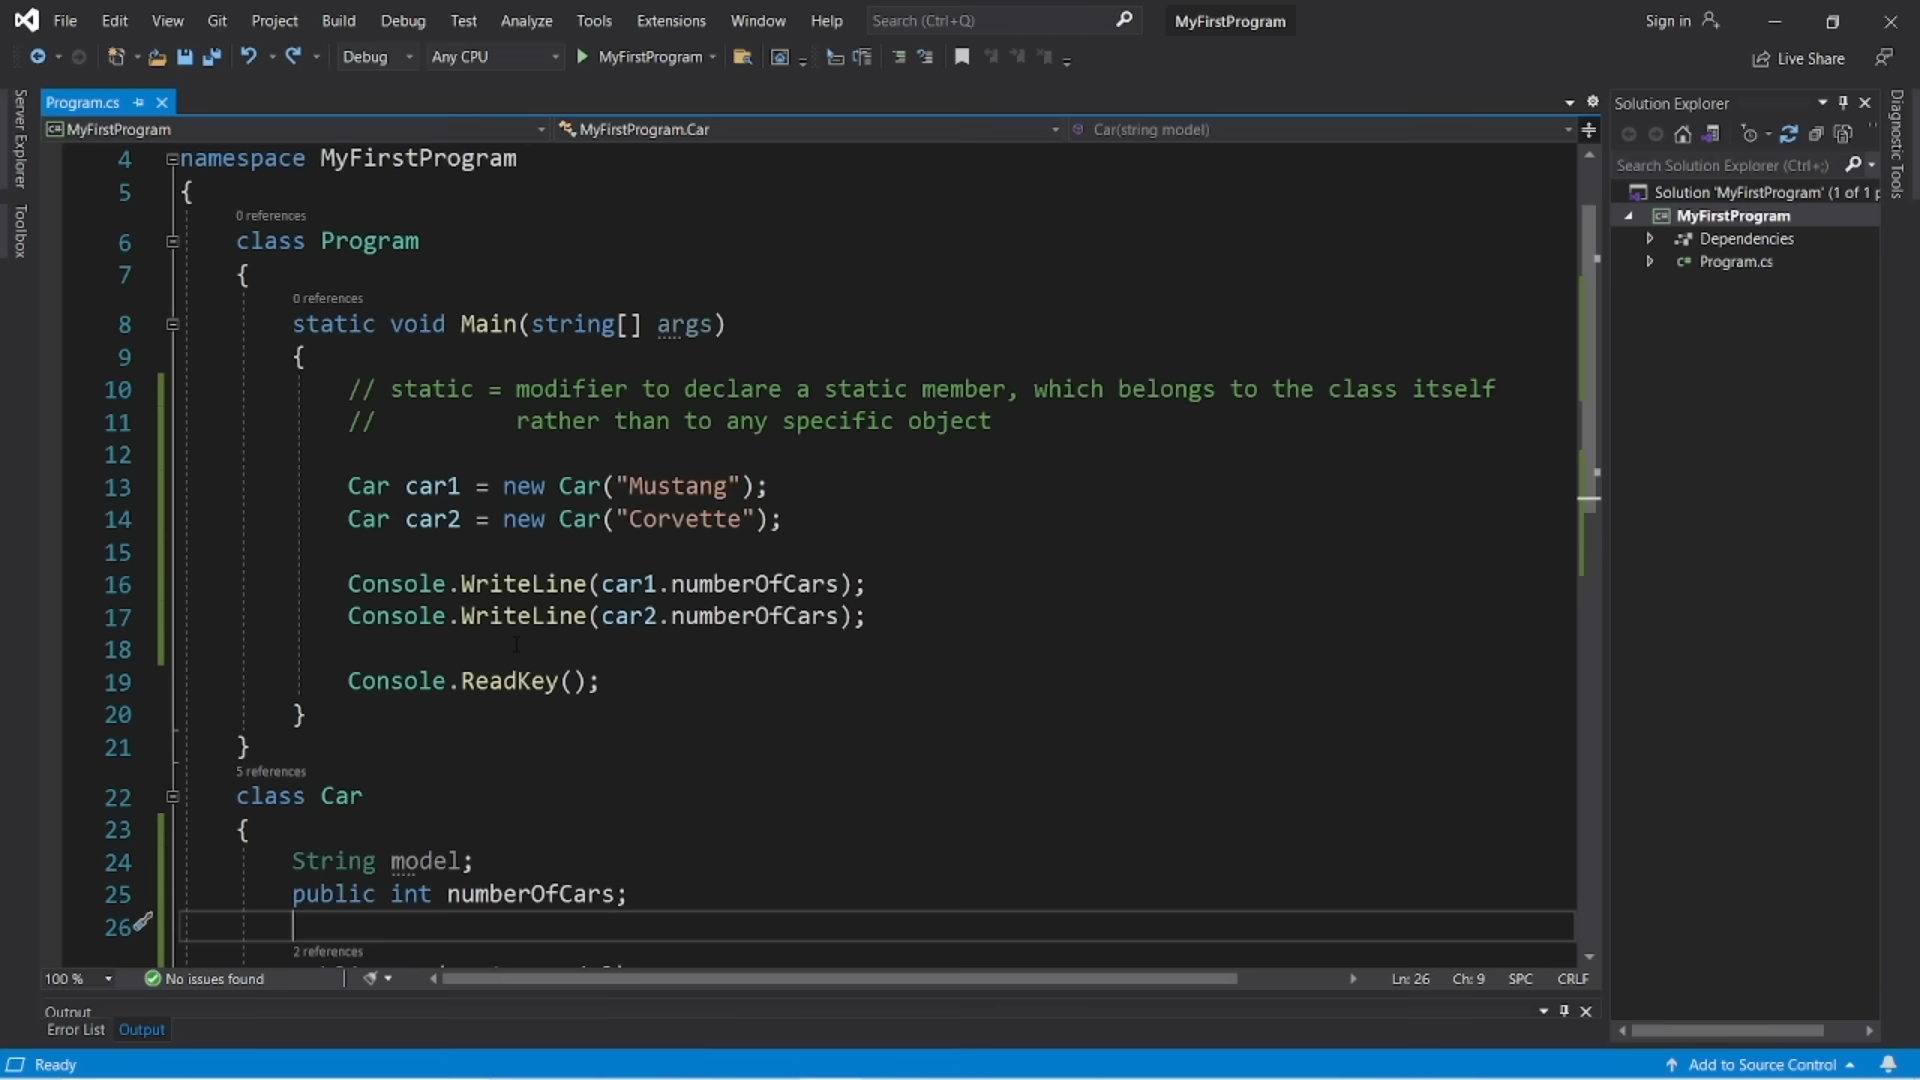 File Edit View Git Project Build Debug Test Analyze Tools Extensions Window Help Search (Ctrl+Q) MyFirstProgram Sign in
Debug Any CPU MyFirstProgram Live Share
Server Explorer
Toolbox
Program.cs
MyFirstProgram MyFirstProgram.Car Car(string model)
4 namespace MyFirstProgram
5 {
0 references
6 class Program
7 {
0 references
8 static void Main(string[] args)
9 {
10 // static = modifier to declare a static member, which belongs to the class itself
11 // rather than to any specific object
12
13 Car car1 = new Car("Mustang");
14 Car car2 = new Car("Corvette");
15
16 Console.WriteLine(car1.numberOfCars);
17 Console.WriteLine(car2.numberOfCars);
18
19 Console.ReadKey();
20 }
21 }
5 references
22 class Car
23 {
24 String model;
25 public int numberOfCars;
26
2 references
100 % No issues found Ln: 26 Ch: 9 SPC CRLF
Output
Error List Output
Solution Explorer
Search Solution Explorer (Ctrl+;)
Solution 'MyFirstProgram' (1 of 1 p
MyFirstProgram
Dependencies
C# Program.cs
Diagnostic Tools
Ready Add to Source Control